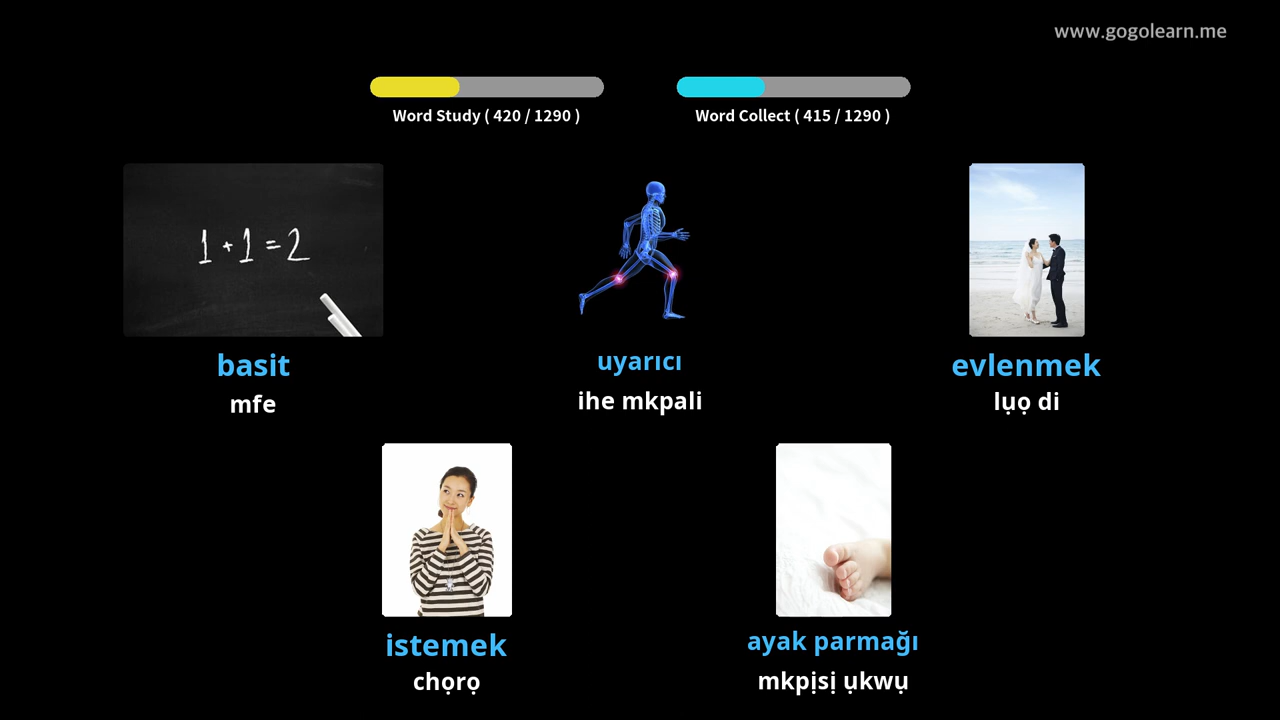 www.gogolearn.me
Word Study ( 420 / 1290 )
Word Collect ( 415 / 1290 )
1 + 1 = 2
basit
mfe
uyarıcı
ihe mkpali
evlenmek
lụọ di
istemek
chọrọ
ayak parmağı
mkpịsị ụkwụ